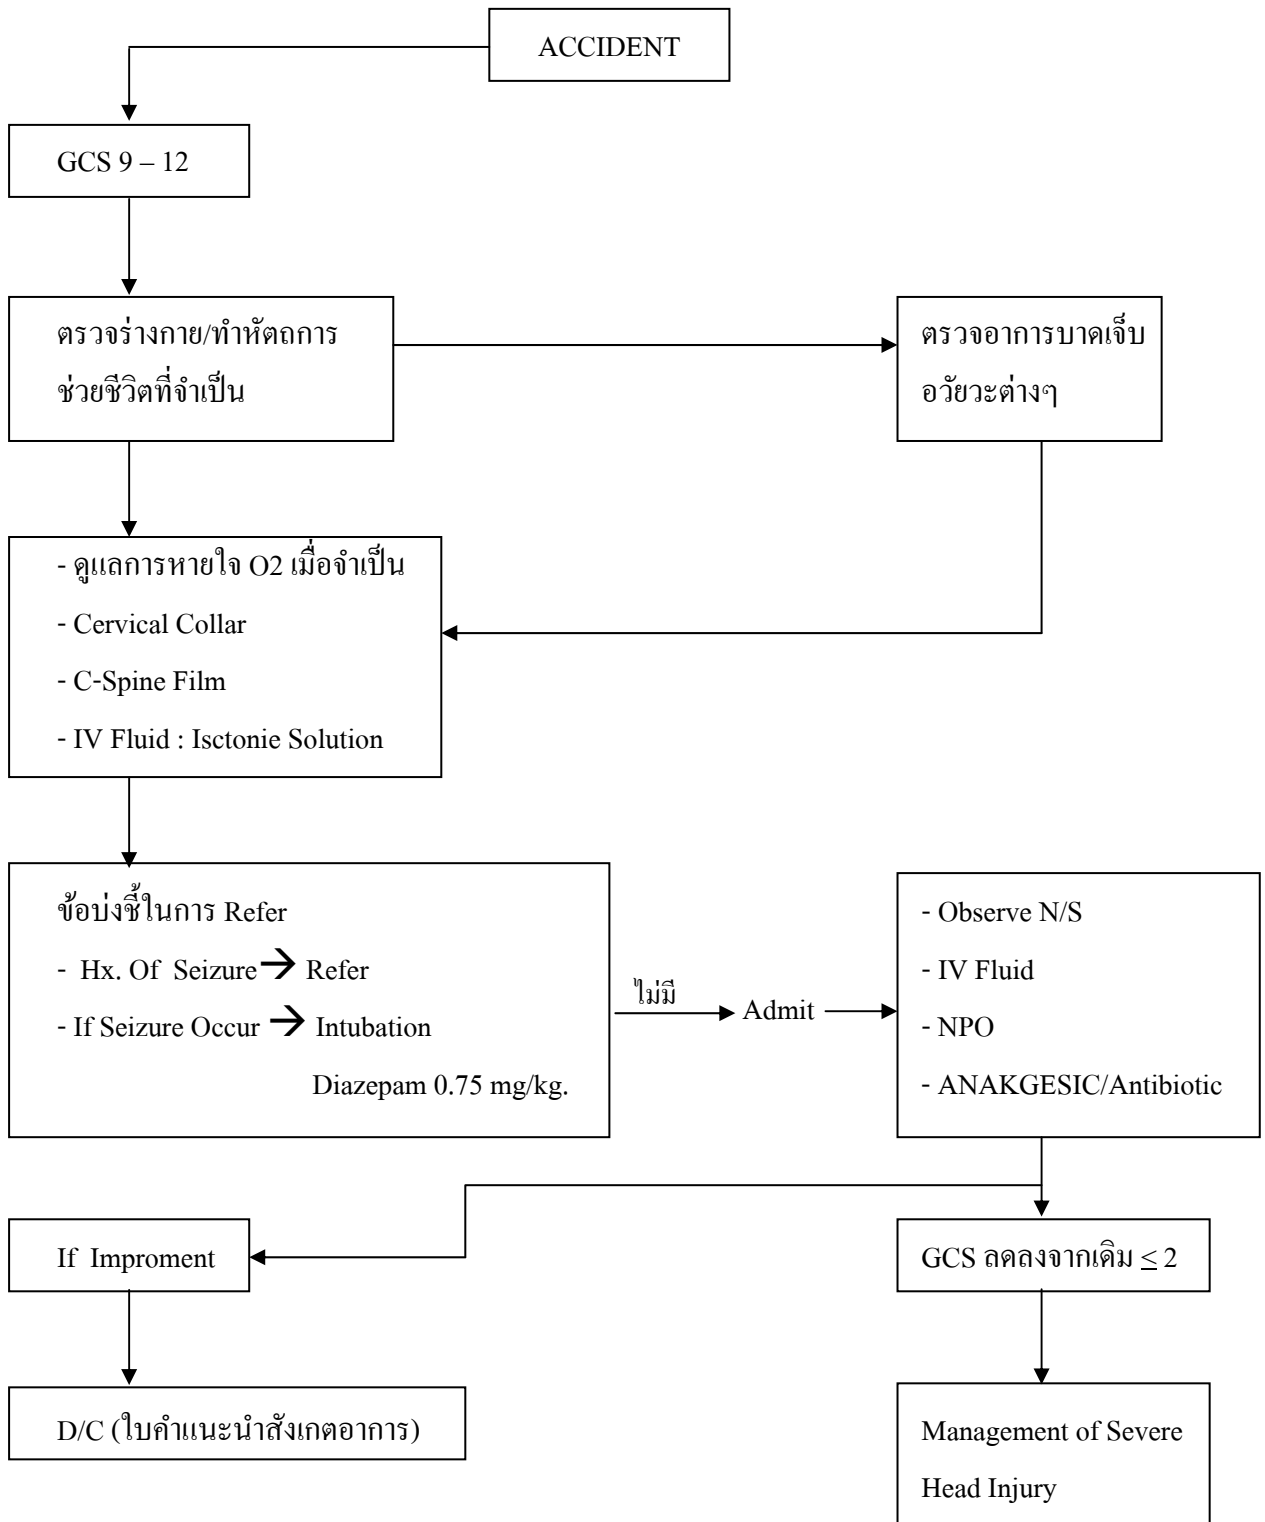 ACCIDENT
GCS 9 – 12
ตรวจร่างกาย/ทำหัตถการ
ช่วยชีวิตที่จำเป็น
ตรวจอาการบาดเจ็บ
อวัยวะต่างๆ
- ดูแลการหายใจ O2 เมื่อจำเป็น
- Cervical Collar
- C-Spine Film
- IV Fluid : Isctonie Solution
ข้อบ่งชี้ในการ Refer
- Hx. Of Seizure → Refer
- If Seizure Occur → Intubation
Diazepam 0.75 mg/kg.
ไม่มี
Admit
- Observe N/S
- IV Fluid
- NPO
- ANAKGESIC/Antibiotic
If Improment
GCS ลดลงจากเดิม ≤ 2
D/C (ใบคำแนะนำสังเกตอาการ)
Management of Severe
Head Injury